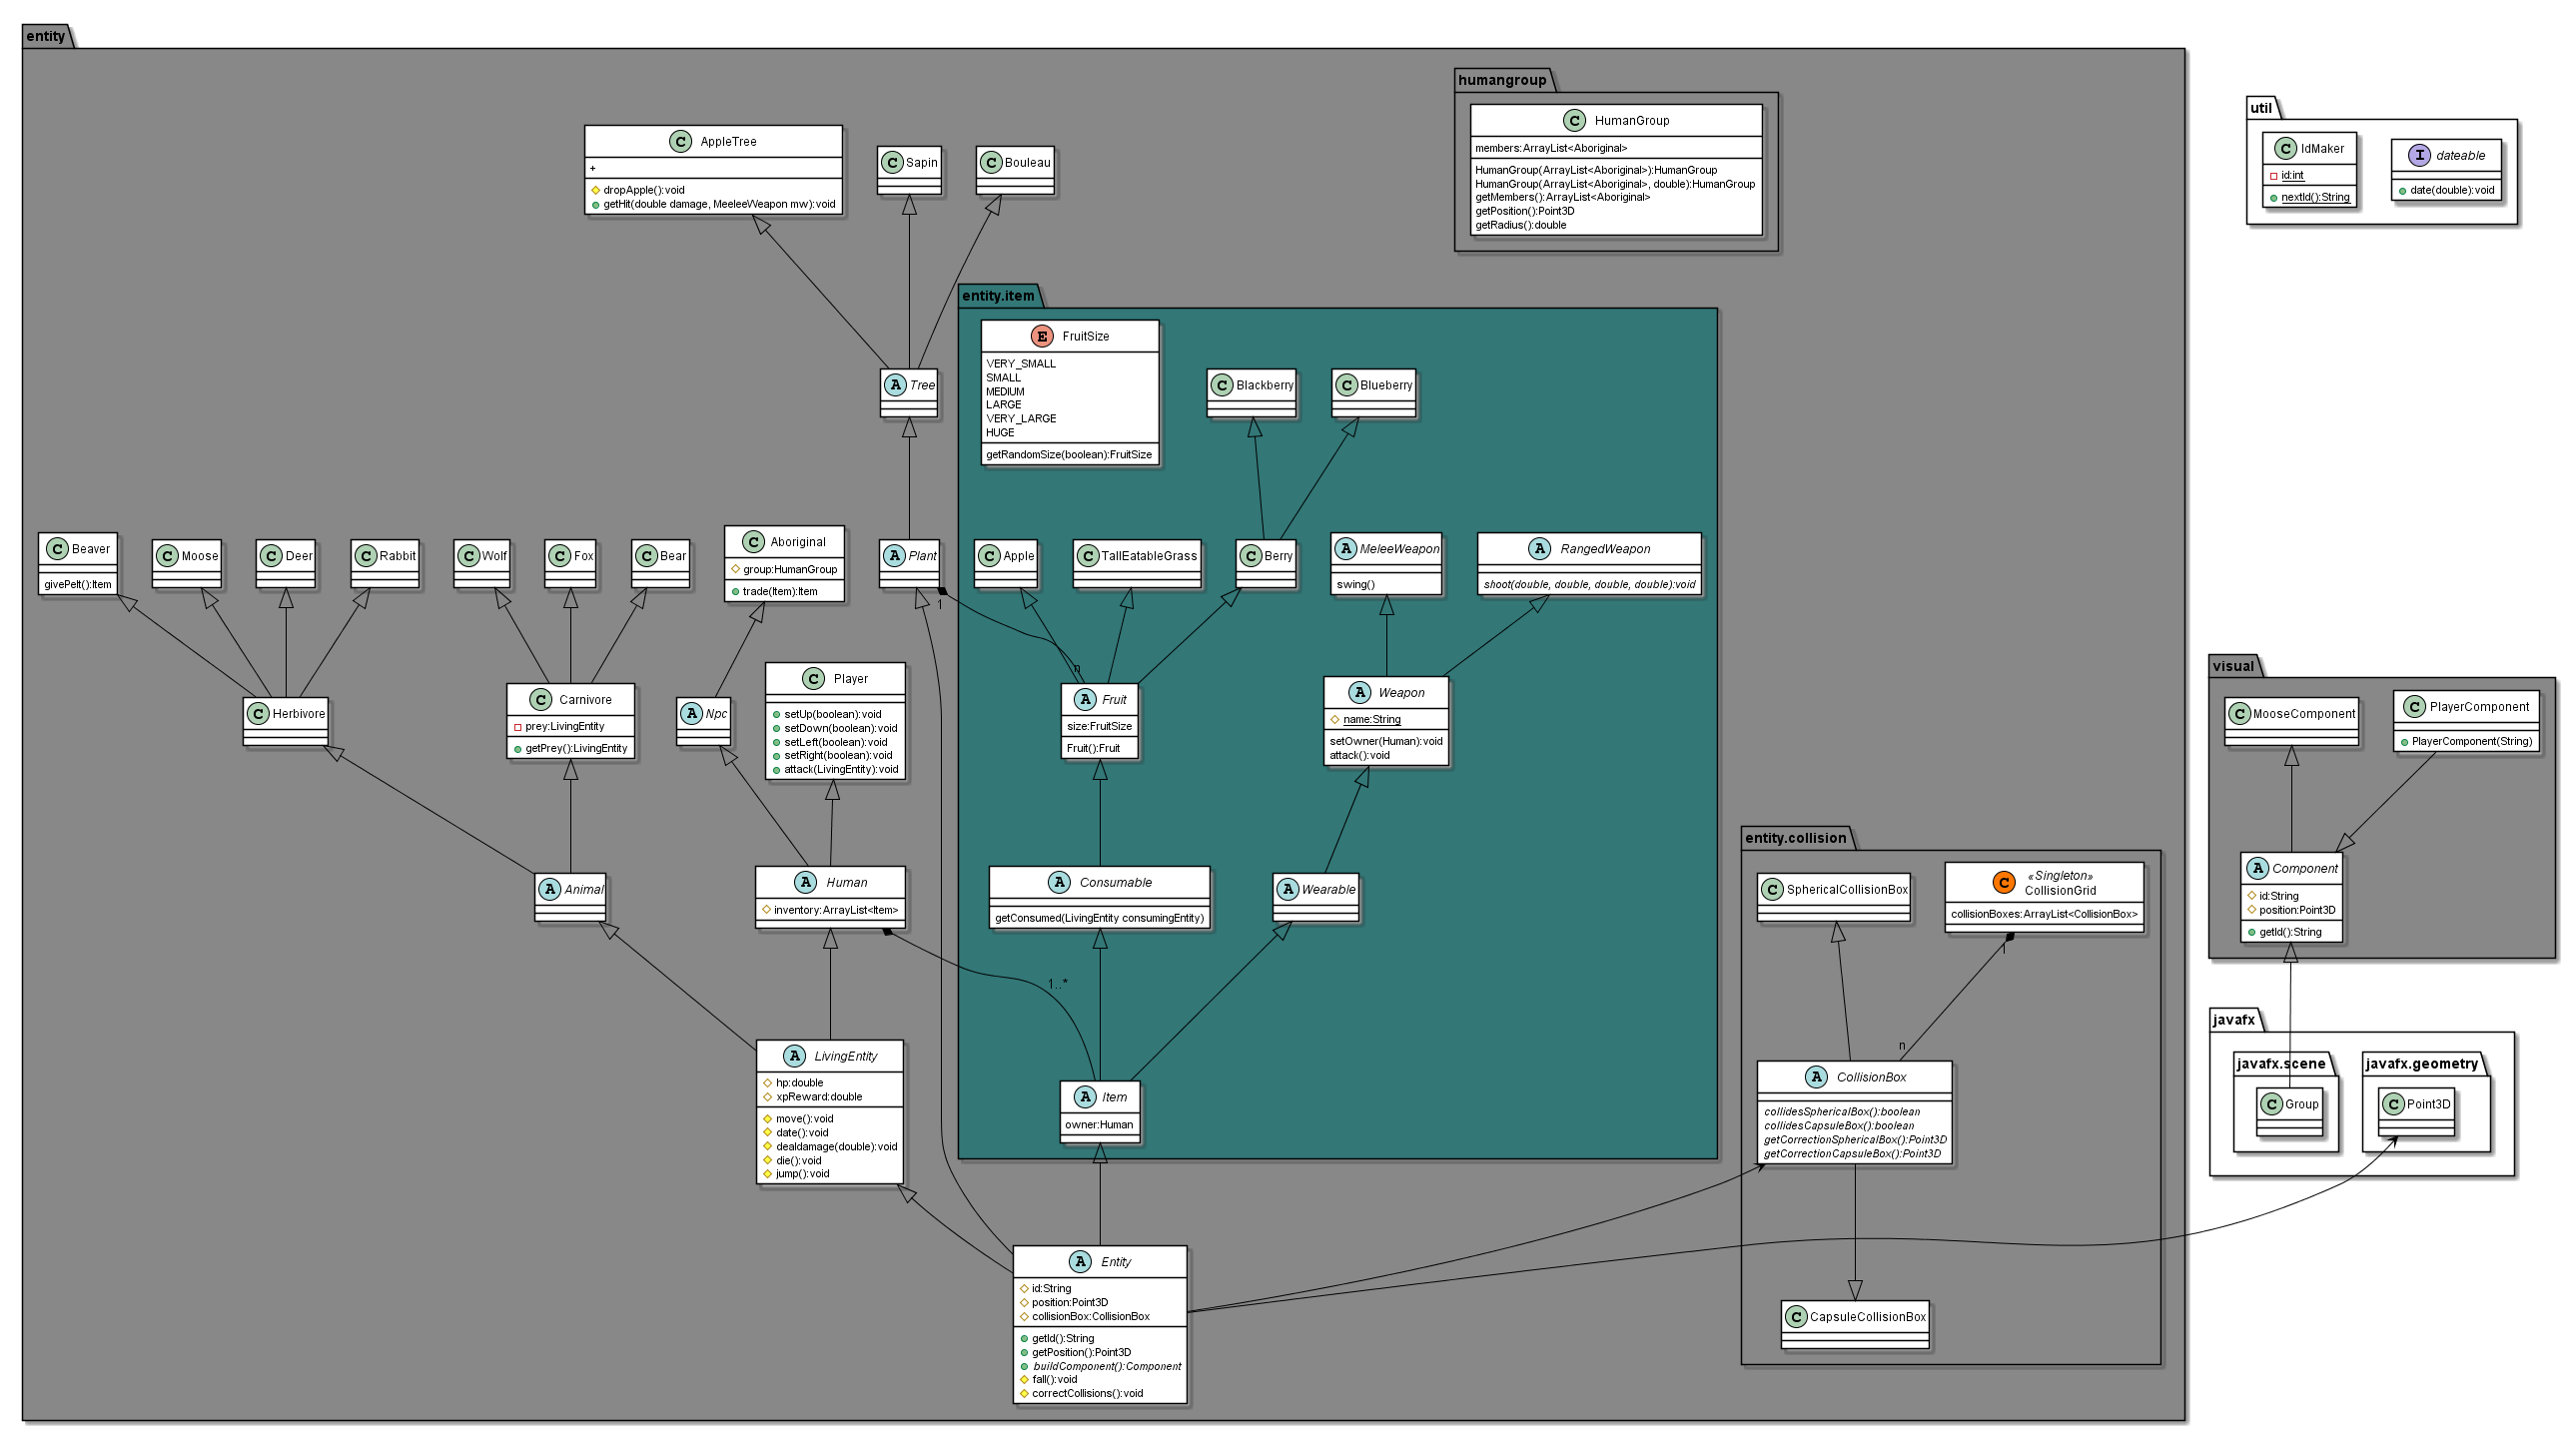 entity
humangroup
C HumanGroup
members:ArrayList<Aboriginal>
HumanGroup(ArrayList<Aboriginal>):HumanGroup
HumanGroup(ArrayList<Aboriginal>, double):HumanGroup
getMembers():ArrayList<Aboriginal>
getPosition():Point3D
getRadius():double
util
C IdMaker
id:int
nextId():String
I dateable
date(double):void
C AppleTree
+
dropApple():void
getHit(double damage, MeeleeWeapon mw):void
C Sapin
C Bouleau
entity.item
E FruitSize
VERY_SMALL
SMALL
MEDIUM
LARGE
VERY_LARGE
HUGE
getRandomSize(boolean):FruitSize
A Tree
C Blackberry
C Blueberry
C Beaver
givePelt():Item
C Moose
C Deer
C Rabbit
C Wolf
C Fox
C Bear
C Aboriginal
group:HumanGroup
trade(Item):Item
A Plant
1
n
C Apple
C TallEatableGrass
C Berry
A MeleeWeapon
swing()
A RangedWeapon
shoot(double, double, double, double):void
C Herbivore
C Carnivore
prey:LivingEntity
getPrey():LivingEntity
A Npc
C Player
setUp(boolean):void
setDown(boolean):void
setLeft(boolean):void
setRight(boolean):void
attack(LivingEntity):void
A Fruit
size:FruitSize
Fruit():Fruit
A Weapon
name:String
setOwner(Human):void
attack():void
visual
C MooseComponent
C PlayerComponent
PlayerComponent(String)
A Component
id:String
position:Point3D
getId():String
A Animal
A Human
inventory:ArrayList<Item>
1..*
A Consumable
getConsumed(LivingEntity consumingEntity)
A Wearable
entity.collision
C SphericalCollisionBox
C «Singleton»
CollisionGrid
collisionBoxes:ArrayList<CollisionBox>
1
n
A LivingEntity
hp:double
xpReward:double
move():void
date():void
dealdamage(double):void
die():void
jump():void
A Item
owner:Human
A CollisionBox
collidesSphericalBox():boolean
collidesCapsuleBox():boolean
getCorrectionSphericalBox():Point3D
getCorrectionCapsuleBox():Point3D
javafx
javafx.scene
C Group
javafx.geometry
C Point3D
A Entity
id:String
position:Point3D
collisionBox:CollisionBox
getId():String
getPosition():Point3D
buildComponent():Component
fall():void
correctCollisions():void
C CapsuleCollisionBox